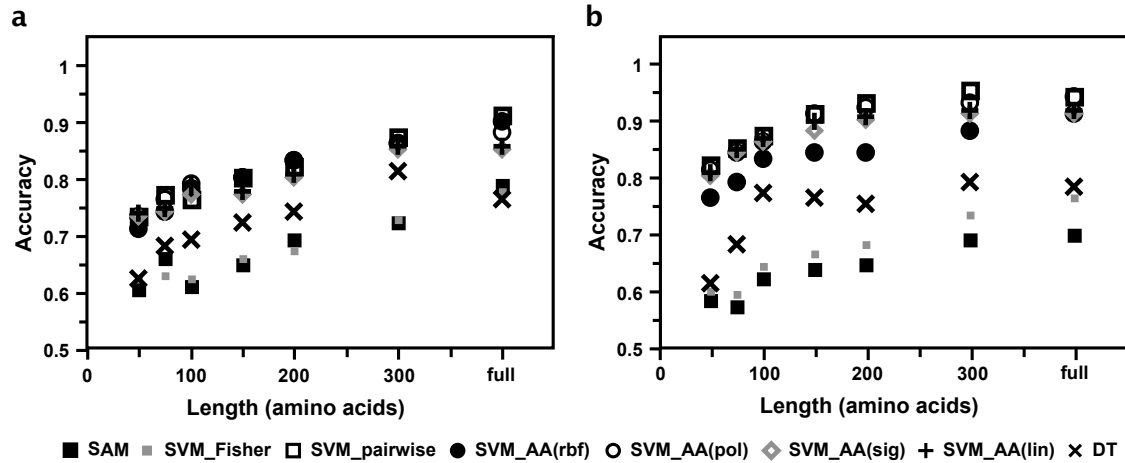 a
b
1
0.9
0.8
0.7
0.6
0.5
Accuracy
0 100 200 300 full
Length (amino acids)
1
0.9
0.8
0.7
0.6
0.5
Accuracy
0 100 200 300 full
Length (amino acids)
SAM SVM_Fisher SVM_pairwise SVM_AA(rbf) SVM_AA(pol) SVM_AA(sig) SVM_AA(lin) DT